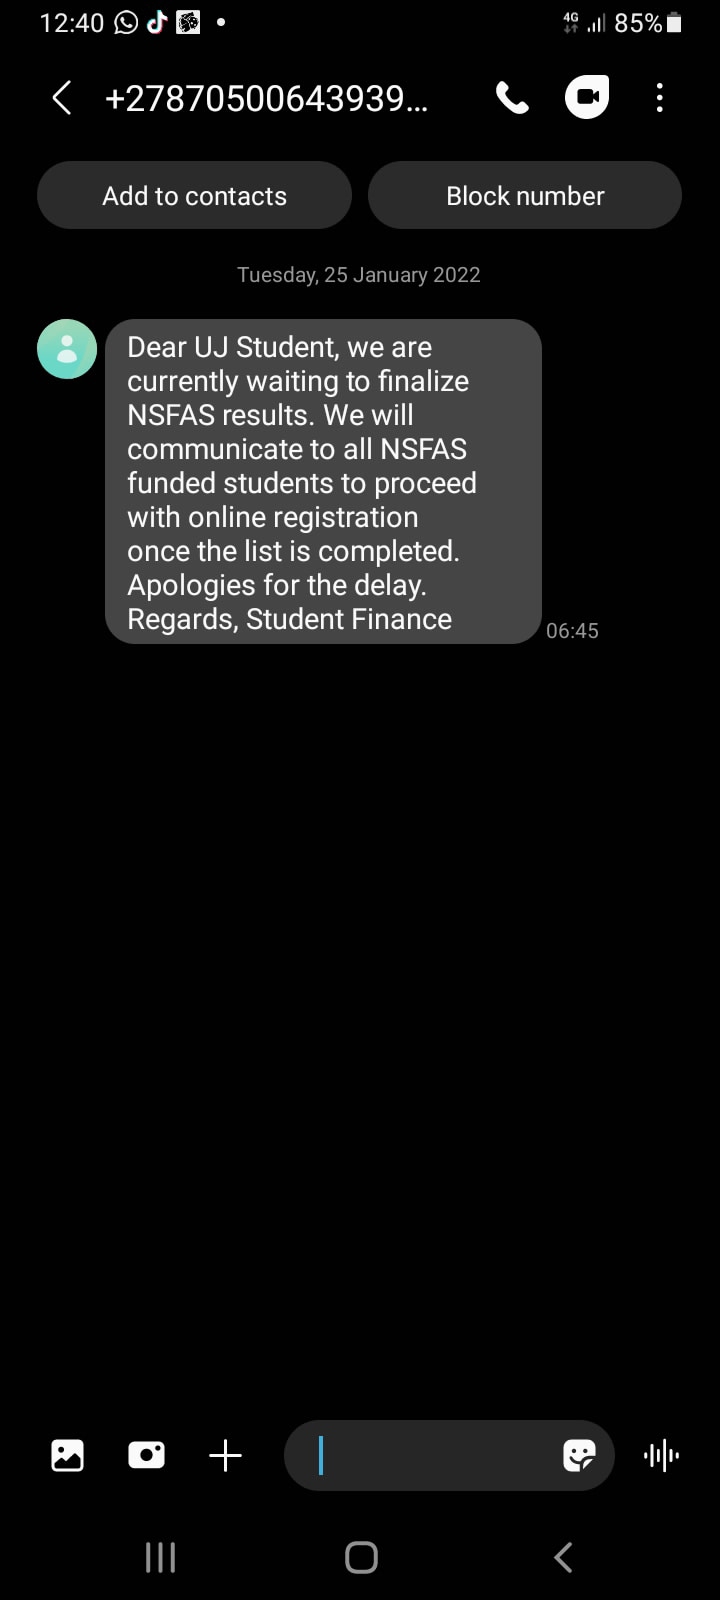 12:40 4G 85%
+27870500643939...
Add to contacts Block number
Tuesday, 25 January 2022
Dear UJ Student, we are
currently waiting to finalize
NSFAS results. We will
communicate to all NSFAS
funded students to proceed
with online registration
once the list is completed.
Apologies for the delay.
Regards, Student Finance
06:45